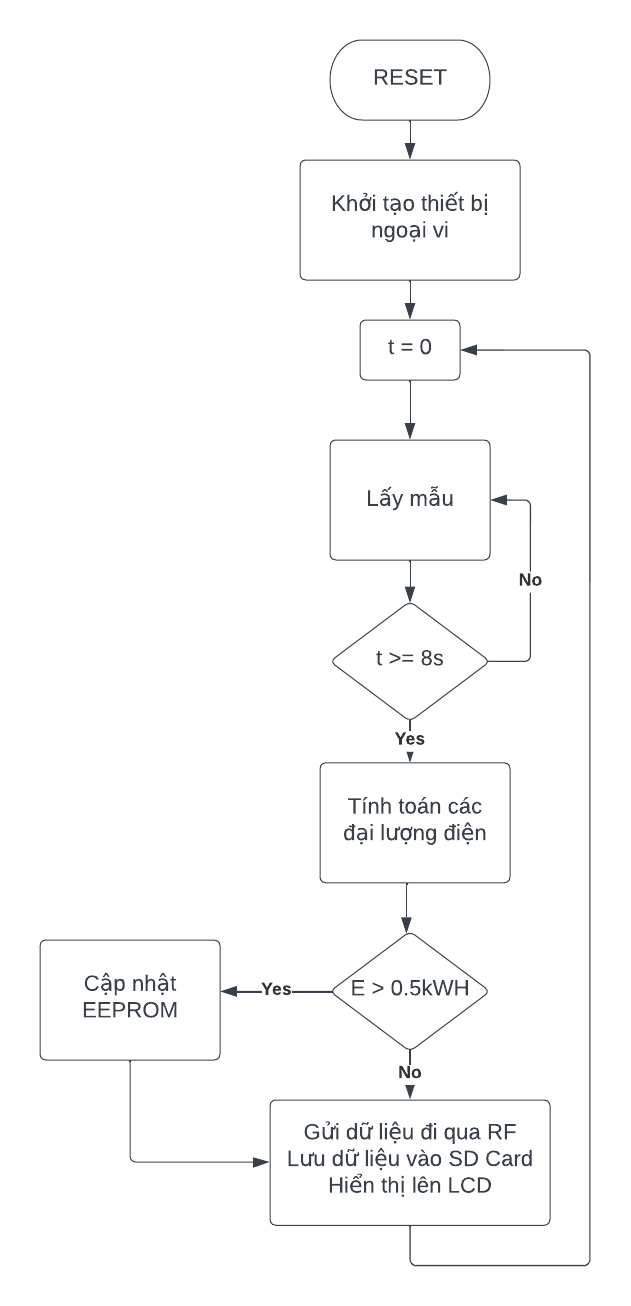 RESET
Khởi tạo thiết bị
ngoại vi
t = 0
Lấy mẫu
No
t >= 8s
Yes
Tính toán các
đại lượng điện
Cập nhật
EEPROM
Yes
E > 0.5kWH
No
Gửi dữ liệu đi qua RF
Lưu dữ liệu vào SD Card
Hiển thị lên LCD